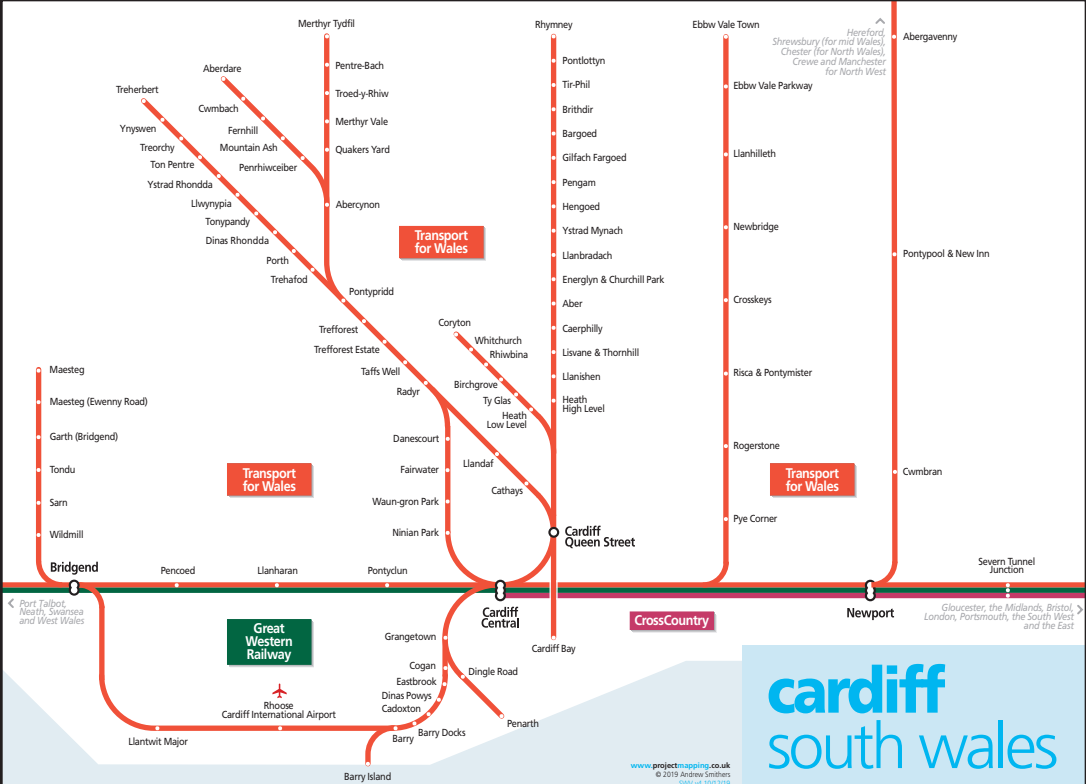 Merthyr Tydfil
Pentre-Bach
Troed-y-Rhiw
Merthyr Vale
Quakers Yard
Abercynon
Aberdare
Cwmbach
Fernhill
Mountain Ash
Penrhiwceiber
Treherbert
Ynyswen
Treorchy
Ton Pentre
Ystrad Rhondda
Llwynypia
Tonypandy
Dinas Rhondda
Porth
Trehafod
Pontypridd
Trefforest
Trefforest Estate
Taffs Well
Radyr
Danescourt
Fairwater
Waun-gron Park
Ninian Park
Llandaf
Cathays
Transport
for Wales
Coryton
Whitchurch
Rhiwbina
Birchgrove
Ty Glas
Heath
Low Level
Rhymney
Pontlottyn
Tir-Phil
Brithdir
Bargoed
Gilfach Fargoed
Pengam
Hengoed
Ystrad Mynach
Llanbradach
Energlyn & Churchill Park
Aber
Caerphilly
Lisvane & Thornhill
Llanishen
Heath
High Level
Cardiff
Queen Street
Cardiff Bay
Ebbw Vale Town
Ebbw Vale Parkway
Llanhilleth
Newbridge
Crosskeys
Risca & Pontymister
Rogerstone
Pye Corner
Hereford,
Shrewsbury (for mid Wales),
Chester (for North Wales),
Crewe and Manchester
for North West
Abergavenny
Pontypool & New Inn
Cwmbran
Transport
for Wales
Maesteg
Maesteg (Ewenny Road)
Garth (Bridgend)
Tondu
Sarn
Wildmill
Transport
for Wales
Bridgend
Pencoed
Llanharan
Pontyclun
Cardiff
Central
Newport
Severn Tunnel
Junction
Port Talbot,
Neath, Swansea
and West Wales
Great
Western
Railway
CrossCountry
Gloucester, the Midlands, Bristol,
London, Portsmouth, the South West
and the East
Grangetown
Cogan
Eastbrook
Dinas Powys
Cadoxton
Barry Docks
Barry
Barry Island
Dingle Road
Penarth
Rhoose
Cardiff International Airport
Llantwit Major
cardiff
south wales
www.projectmapping.co.uk
© 2019 Andrew Smithers